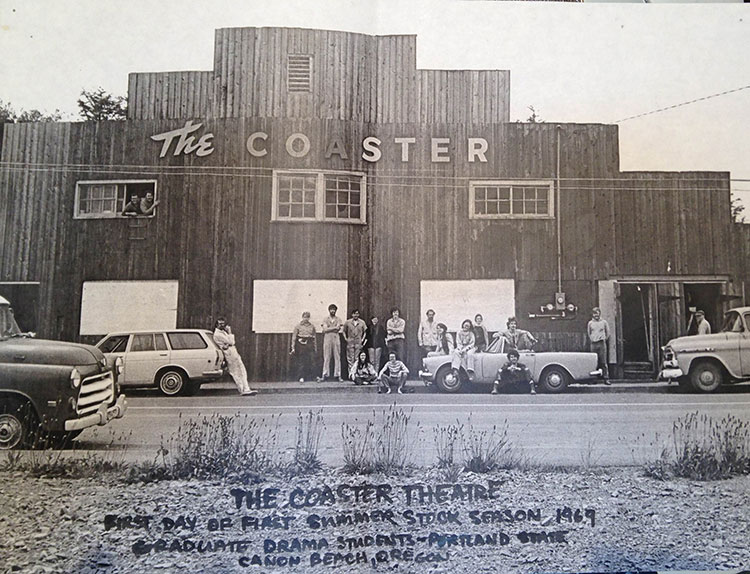 The COASTER
THE COASTER THEATRE
FIRST DAY OF FIRST SUMMER STOCK SEASON, 1969
GRADUATE DRAMA STUDENTS - PORTLAND STATE
CANON BEACH, OREGON